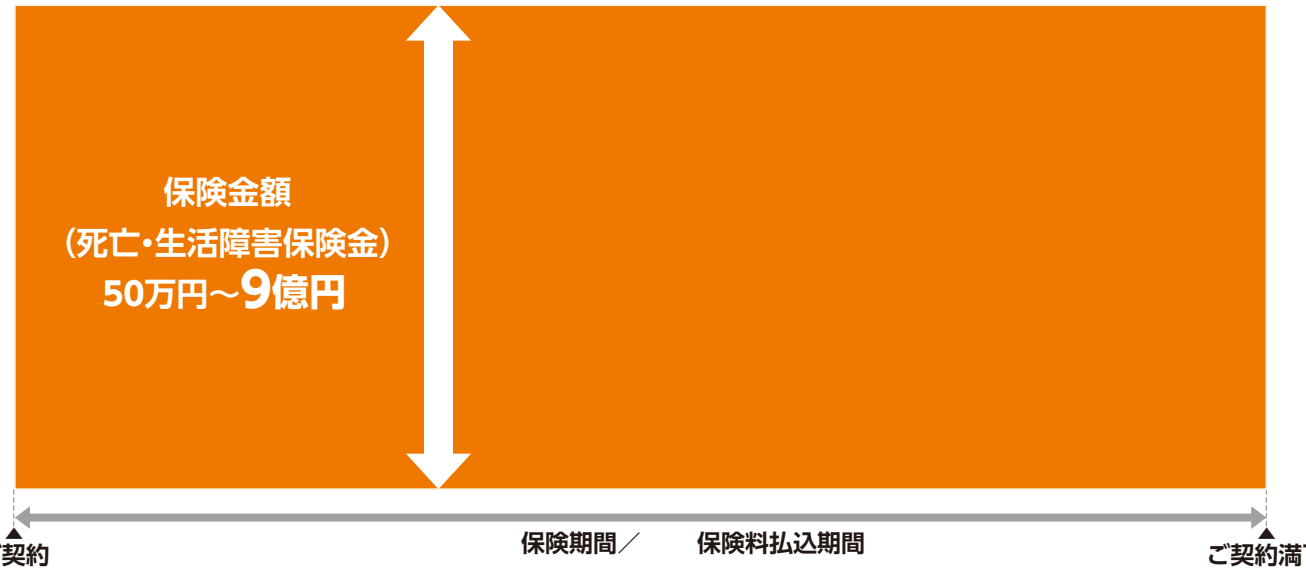 保険金額
（死亡・生活障害保険金）
50万円～9億円
保険期間／　保険料払込期間
契約
ご契約満